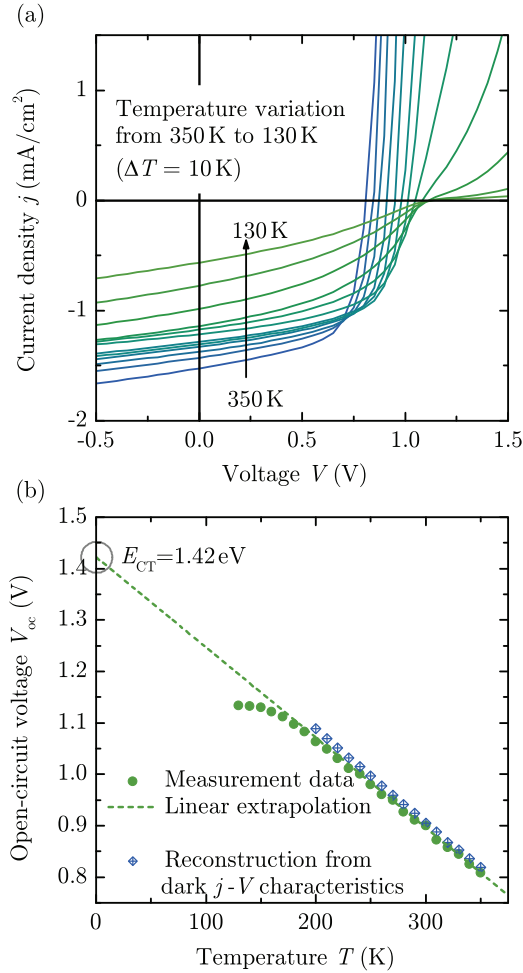 (a)
1
0
-1
-2
Current density j (mA/cm²)
Temperature variation
from 350 K to 130 K
(ΔT = 10 K)
130 K
350 K
-0.5
0.0
0.5
1.0
1.5
Voltage V (V)
(b)
1.5
1.4
1.3
1.2
1.1
1.0
0.9
0.8
Open-circuit voltage Voc (V)
ECT=1.42 eV
Measurement data
Linear extrapolation
Reconstruction from
dark j-V characteristics
0
100
200
300
Temperature T (K)